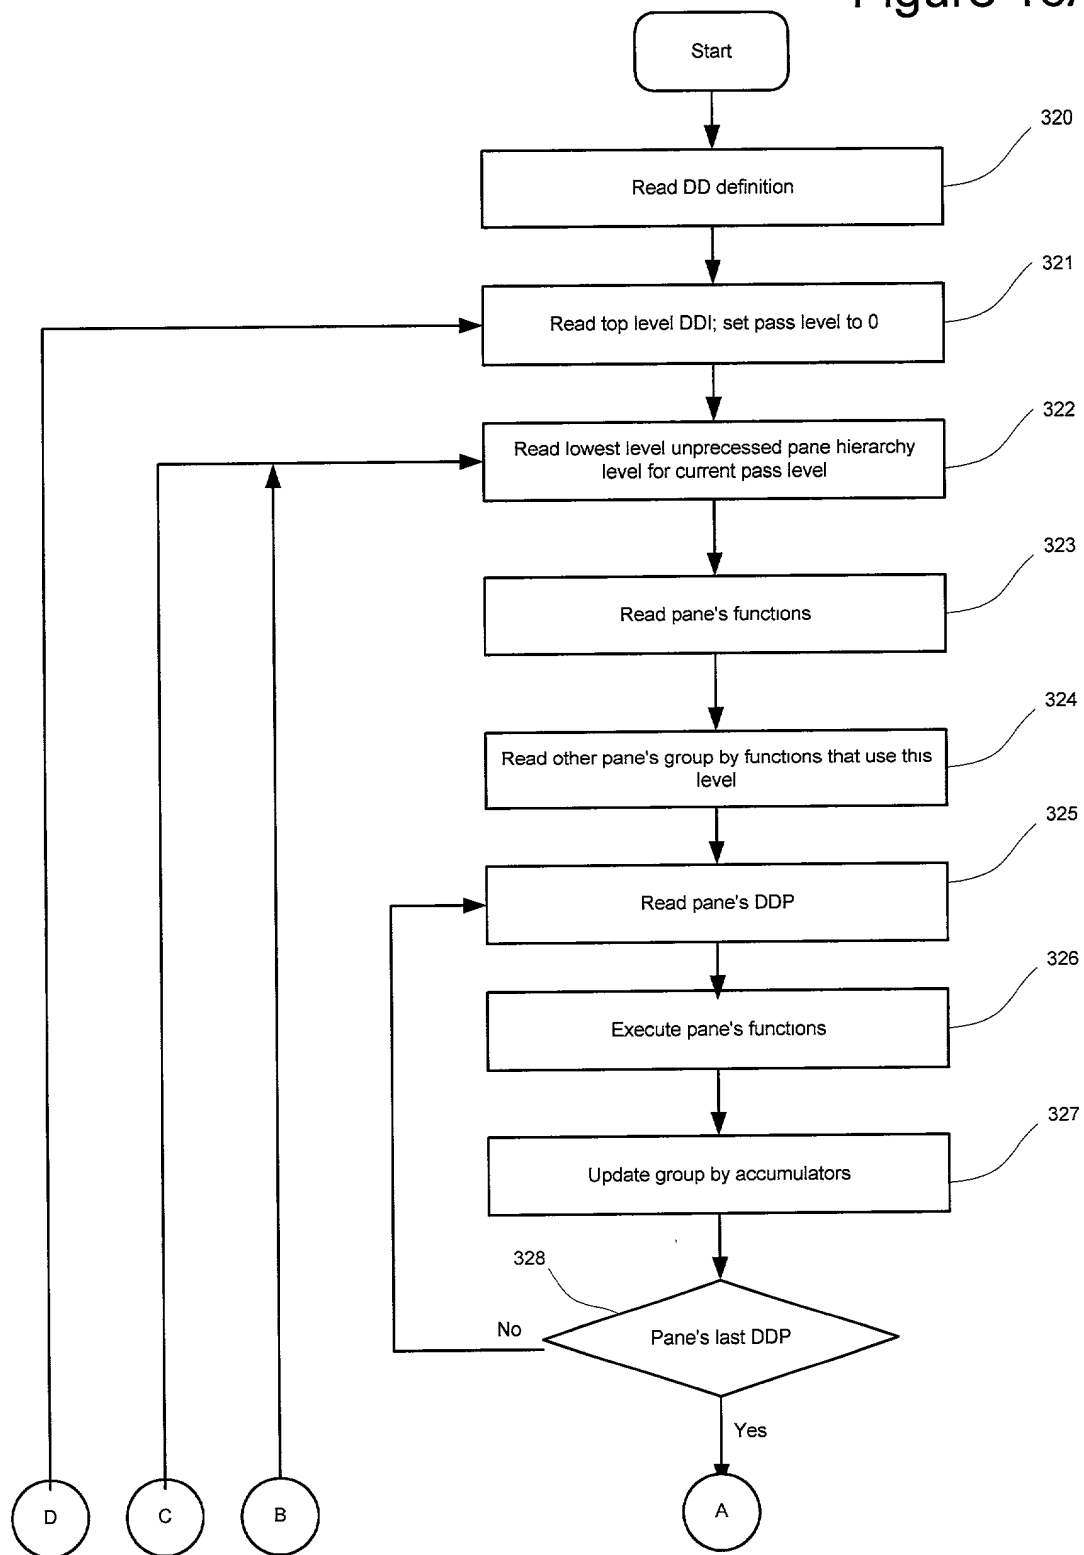 Start
320
Read DD definition
321
Read top level DDI; set pass level to 0
322
Read lowest level unprecessed pane hierarchy
level for current pass level
323
Read pane's functions
324
Read other pane's group by functions that use this
level
325
Read pane's DDP
326
Execute pane's functions
327
Update group by accumulators
328
No
Pane's last DDP
Yes
D
C
B
A